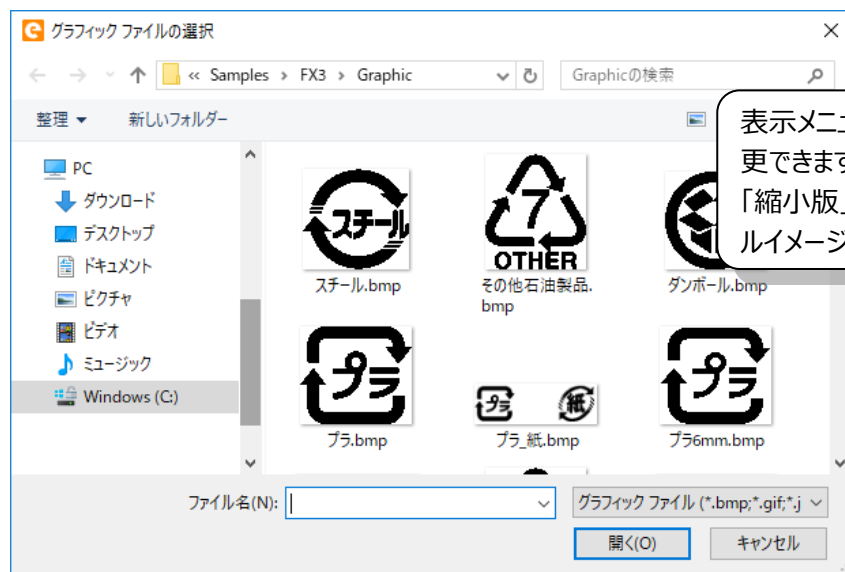 グラフィック ファイルの選択
« Samples › FX3 › Graphic
Graphicの検索
整理
新しいフォルダー
表示メニュ
更できます
「縮小版」
ルイメージ
PC
ダウンロード
デスクトップ
ドキュメント
ピクチャ
ビデオ
ミュージック
Windows (C:)
スチール
7
OTHER
スチール.bmp
その他石油製品.
bmp
ダンボール.bmp
プラ
プラ
紙
プラ
プラ.bmp
プラ_紙.bmp
プラ6mm.bmp
ファイル名(N):
グラフィック ファイル (*.bmp;*.gif;*.j
開く(O)
キャンセル